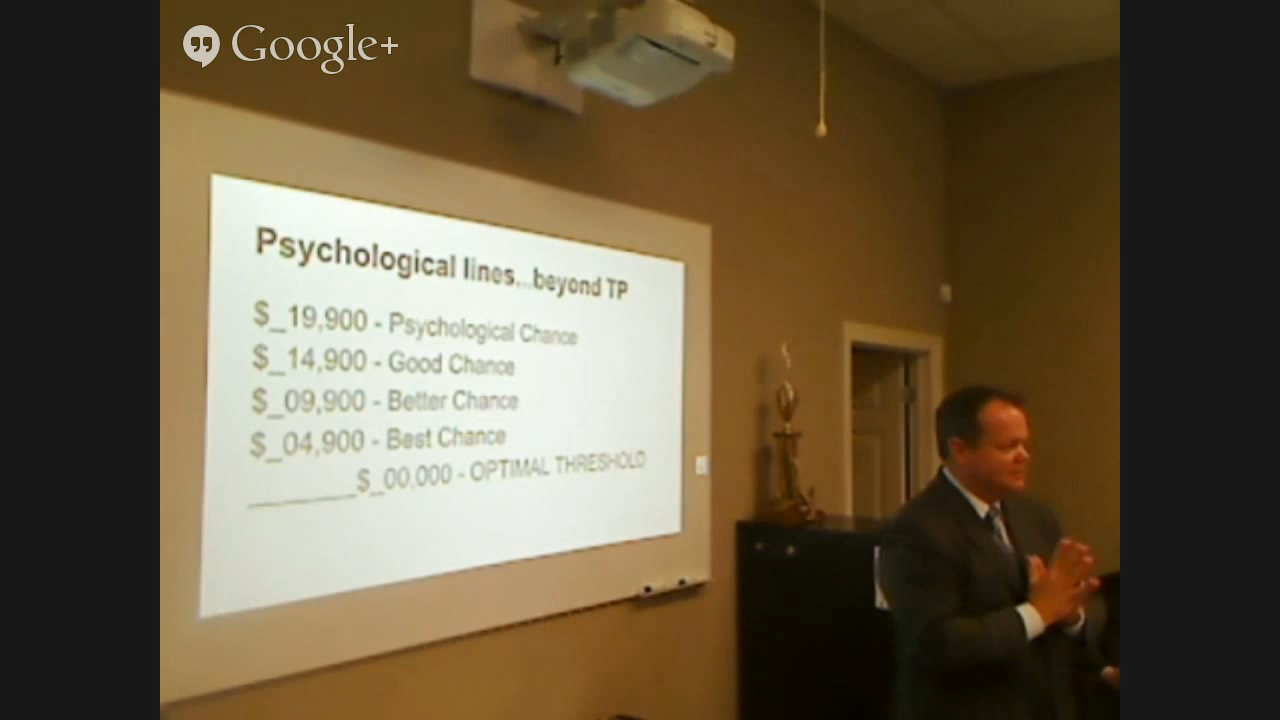 Google+
Psychological lines...beyond TP
$_19,900 - Psychological Chance
$_14,900 - Good Chance
$_09,900 - Better Chance
$_04,900 - Best Chance
_______$_00,000 - OPTIMAL THRESHOLD